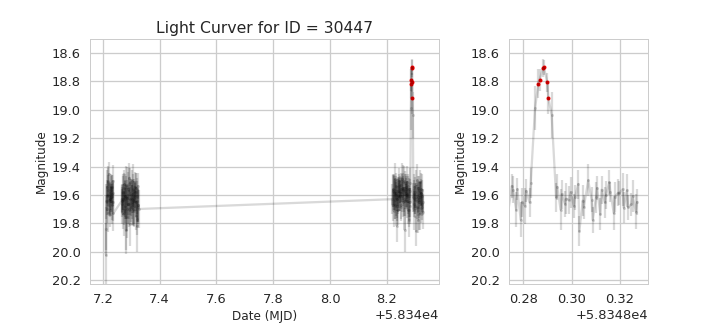 Light Curver for ID = 30447
Magnitude
18.6
18.8
19.0
19.2
19.4
19.6
19.8
20.0
20.2
7.2 7.4 7.6 7.8 8.0 8.2
Date (MJD)
+5.834e4
Magnitude
18.6
18.8
19.0
19.2
19.4
19.6
19.8
20.0
20.2
0.28 0.30 0.32
+5.8348e4